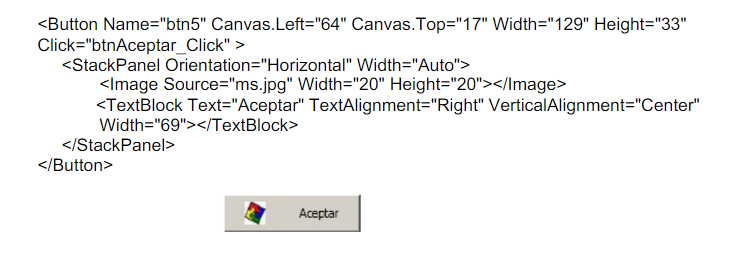 <Button Name="btn5" Canvas.Left="64" Canvas.Top="17" Width="129" Height="33"
Click="btnAceptar_Click" >
<StackPanel Orientation="Horizontal" Width="Auto">
<Image Source="ms.jpg" Width="20" Height="20"></Image>
<TextBlock Text="Aceptar" TextAlignment="Right" VerticalAlignment="Center"
Width="69"></TextBlock>
</StackPanel>
</Button>
Aceptar